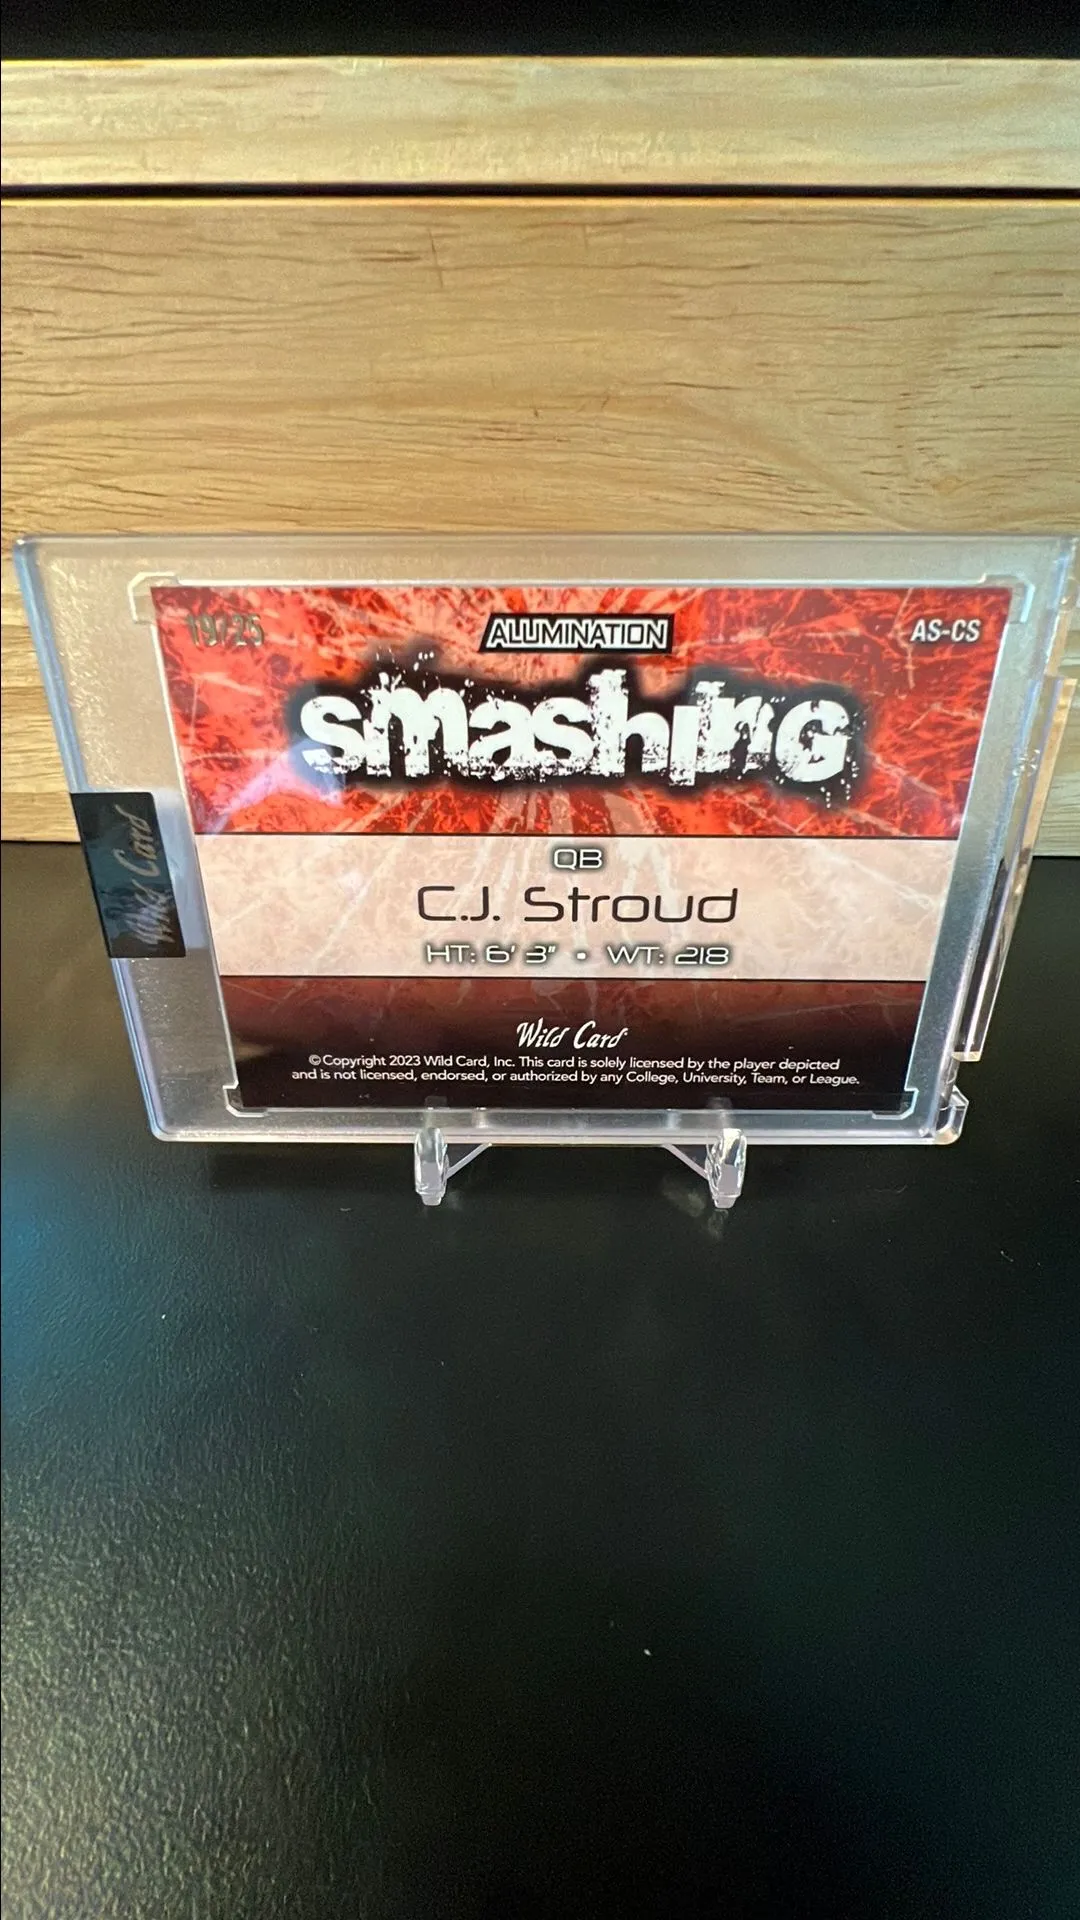 19/25
ALUMINATION
AS-CS
smashing
QB
C.J. Stroud
HT: 6' 3" • WT: 218
Wild Card
Wild Card
© Copyright 2023 Wild Card, Inc. This card is solely licensed by the player depicted
and is not licensed, endorsed, or authorized by any College, University, Team, or League.